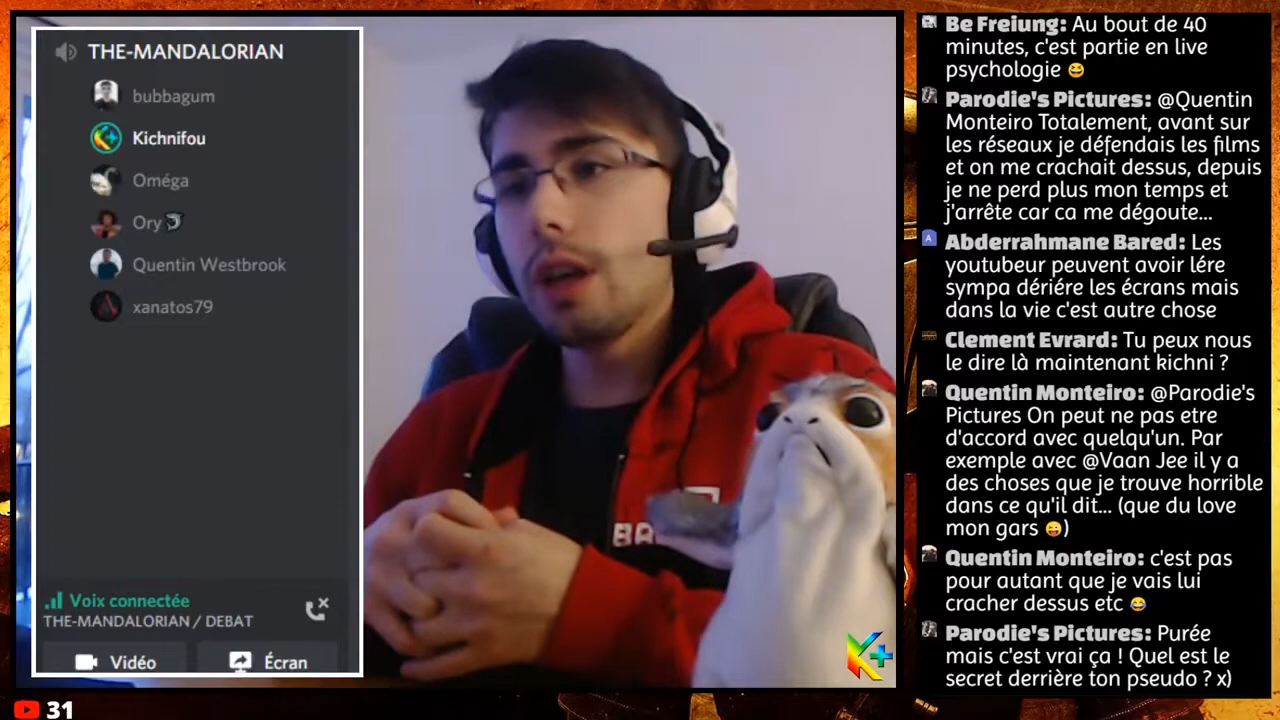 THE-MANDALORIAN
bubbagum
Kichnifou
Oméga
Ory
Quentin Westbrook
xanatos79
Voix connectée
THE-MANDALORIAN / DEBAT
Vidéo
Écran
BA
K+
31
Be Freiung: Au bout de 40
minutes, c'est partie en live
psychologie 😆
Parodie's Pictures: @Quentin
Monteiro Totalement, avant sur
les réseaux je défendais les films
et on me crachait dessus, depuis
je ne perd plus mon temps et
j'arrête car ca me dégoute...
A
Abderrahmane Bared: Les
youtubeur peuvent avoir lére
sympa dériére les écrans mais
dans la vie c'est autre chose
Clement Evrard: Tu peux nous
le dire là maintenant kichni ?
Quentin Monteiro: @Parodie's
Pictures On peut ne pas etre
d'accord avec quelqu'un. Par
exemple avec @Vaan Jee il y a
des choses que je trouve horrible
dans ce qu'il dit... (que du love
mon gars 😜)
Quentin Monteiro: c'est pas
pour autant que je vais lui
cracher dessus etc 😂
Parodie's Pictures: Purée
mais c'est vrai ça ! Quel est le
secret derrière ton pseudo ? x)